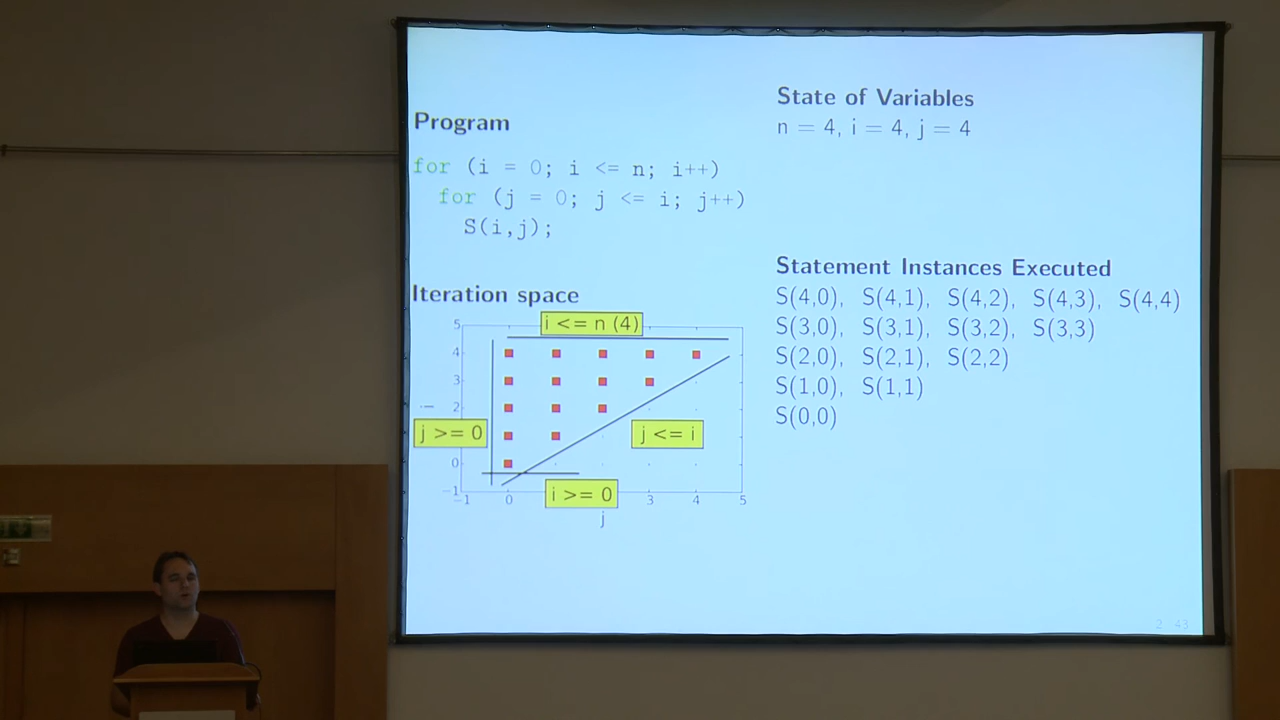 State of Variables
n = 4, i = 4, j = 4
Program
for (i = 0; i <= n; i++)
for (j = 0; j <= i; j++)
S(i,j);
Statement Instances Executed
S(4,0), S(4,1), S(4,2), S(4,3), S(4,4)
S(3,0), S(3,1), S(3,2), S(3,3)
S(2,0), S(2,1), S(2,2)
S(1,0), S(1,1)
S(0,0)
Iteration space
i <= n (4)
5
4
3
2
i
j >= 0
j <= i
0
−1
i >= 0
−1 0 3 4 5
j
2 43